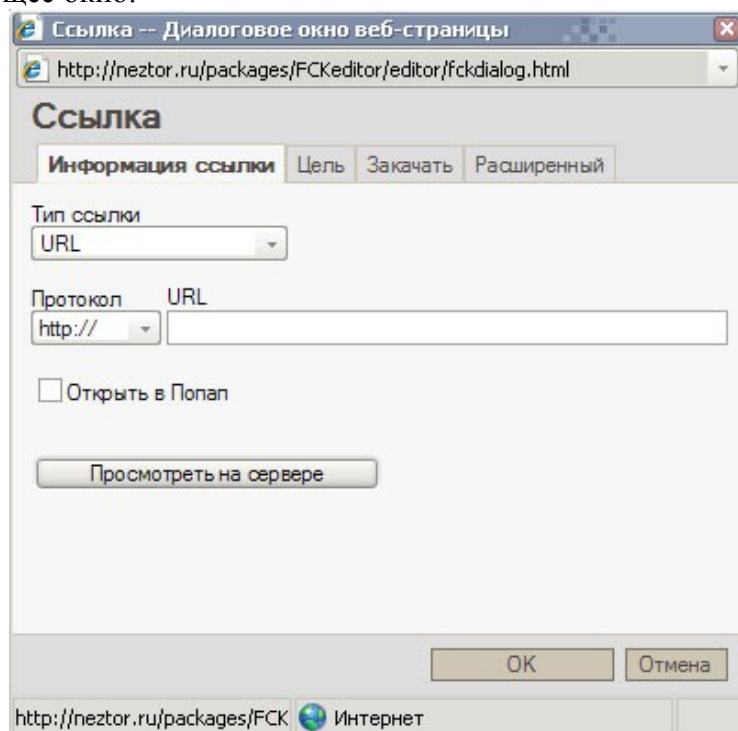 щее окно:
Ссылка -- Диалоговое окно веб-страницы
http://neztor.ru/packages/FCKeditor/editor/fckdialog.html
Ссылка
Информация ссылки Цель Закачать Расширенный
Тип ссылки
URL
Протокол URL
http://
Открыть в Попап
Просмотреть на сервере
OK Отмена
http://neztor.ru/packages/FCK Интернет